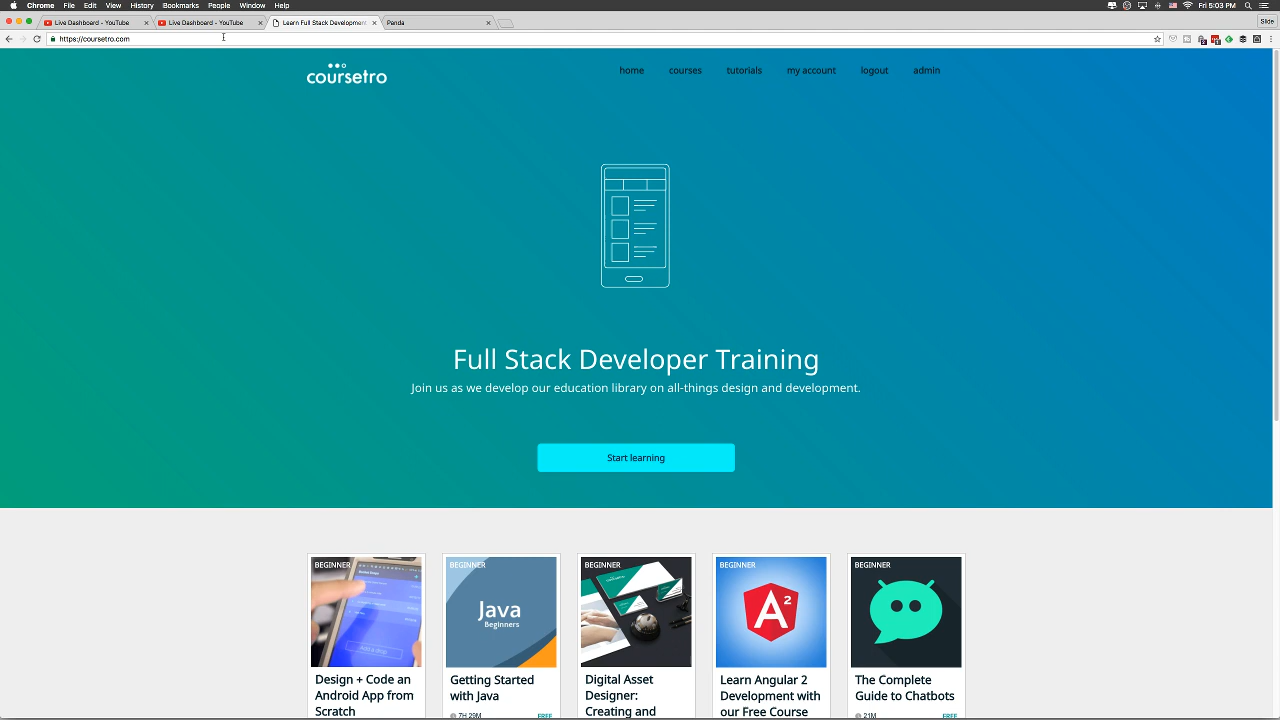 Chrome File Edit View History Bookmarks People Window Help Fri 5:03 PM
Live Dashboard - YouTube Live Dashboard - YouTube Learn Full Stack Development Panda Slide
https://coursetro.com
coursetro home courses tutorials my account logout admin
Full Stack Developer Training
Join us as we develop our education library on all-things design and development.
Start learning
BEGINNER BEGINNER BEGINNER BEGINNER BEGINNER
Java
Beginners
A2
Design + Code an
Android App from
Scratch
Getting Started
with Java
7H 29M FREE
Digital Asset
Designer:
Creating and
Learn Angular 2
Development with
our Free Course
The Complete
Guide to Chatbots
21M FREE